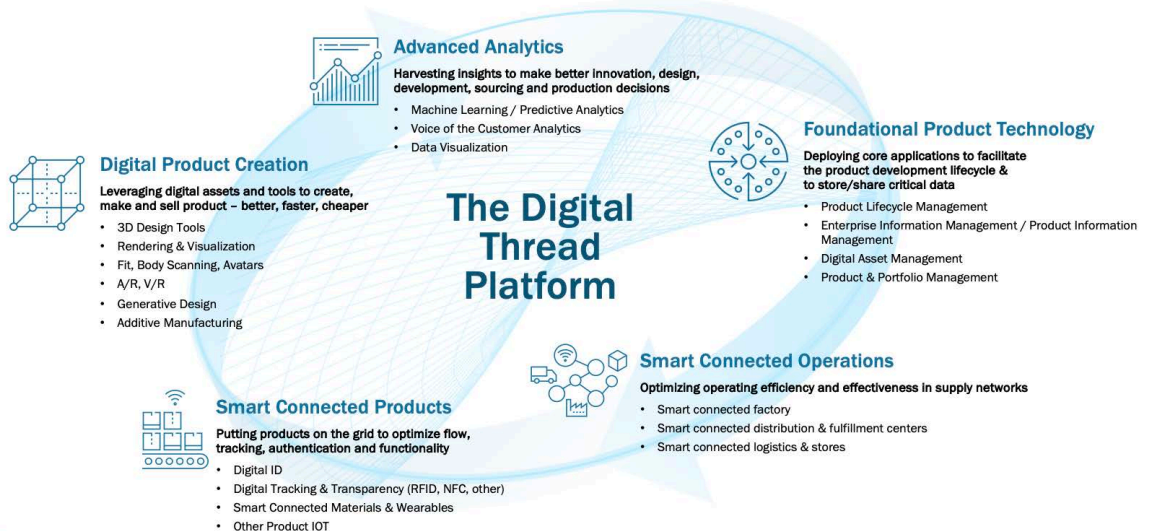 Advanced Analytics
Harvesting insights to make better innovation, design,
development, sourcing and production decisions
• Machine Learning / Predictive Analytics
• Voice of the Customer Analytics
• Data Visualization
Foundational Product Technology
Deploying core applications to facilitate
the product development lifecycle &
to store/share critical data
• Product Lifecycle Management
• Enterprise Information Management / Product Information
Management
• Digital Asset Management
• Product & Portfolio Management
Digital Product Creation
Leveraging digital assets and tools to create,
make and sell product – better, faster, cheaper
• 3D Design Tools
• Rendering & Visualization
• Fit, Body Scanning, Avatars
• A/R, V/R
• Generative Design
• Additive Manufacturing
The Digital
Thread
Platform
Smart Connected Operations
Optimizing operating efficiency and effectiveness in supply networks
• Smart connected factory
• Smart connected distribution & fulfillment centers
• Smart connected logistics & stores
Smart Connected Products
Putting products on the grid to optimize flow,
tracking, authentication and functionality
• Digital ID
• Digital Tracking & Transparency (RFID, NFC, other)
• Smart Connected Materials & Wearables
• Other Product IOT